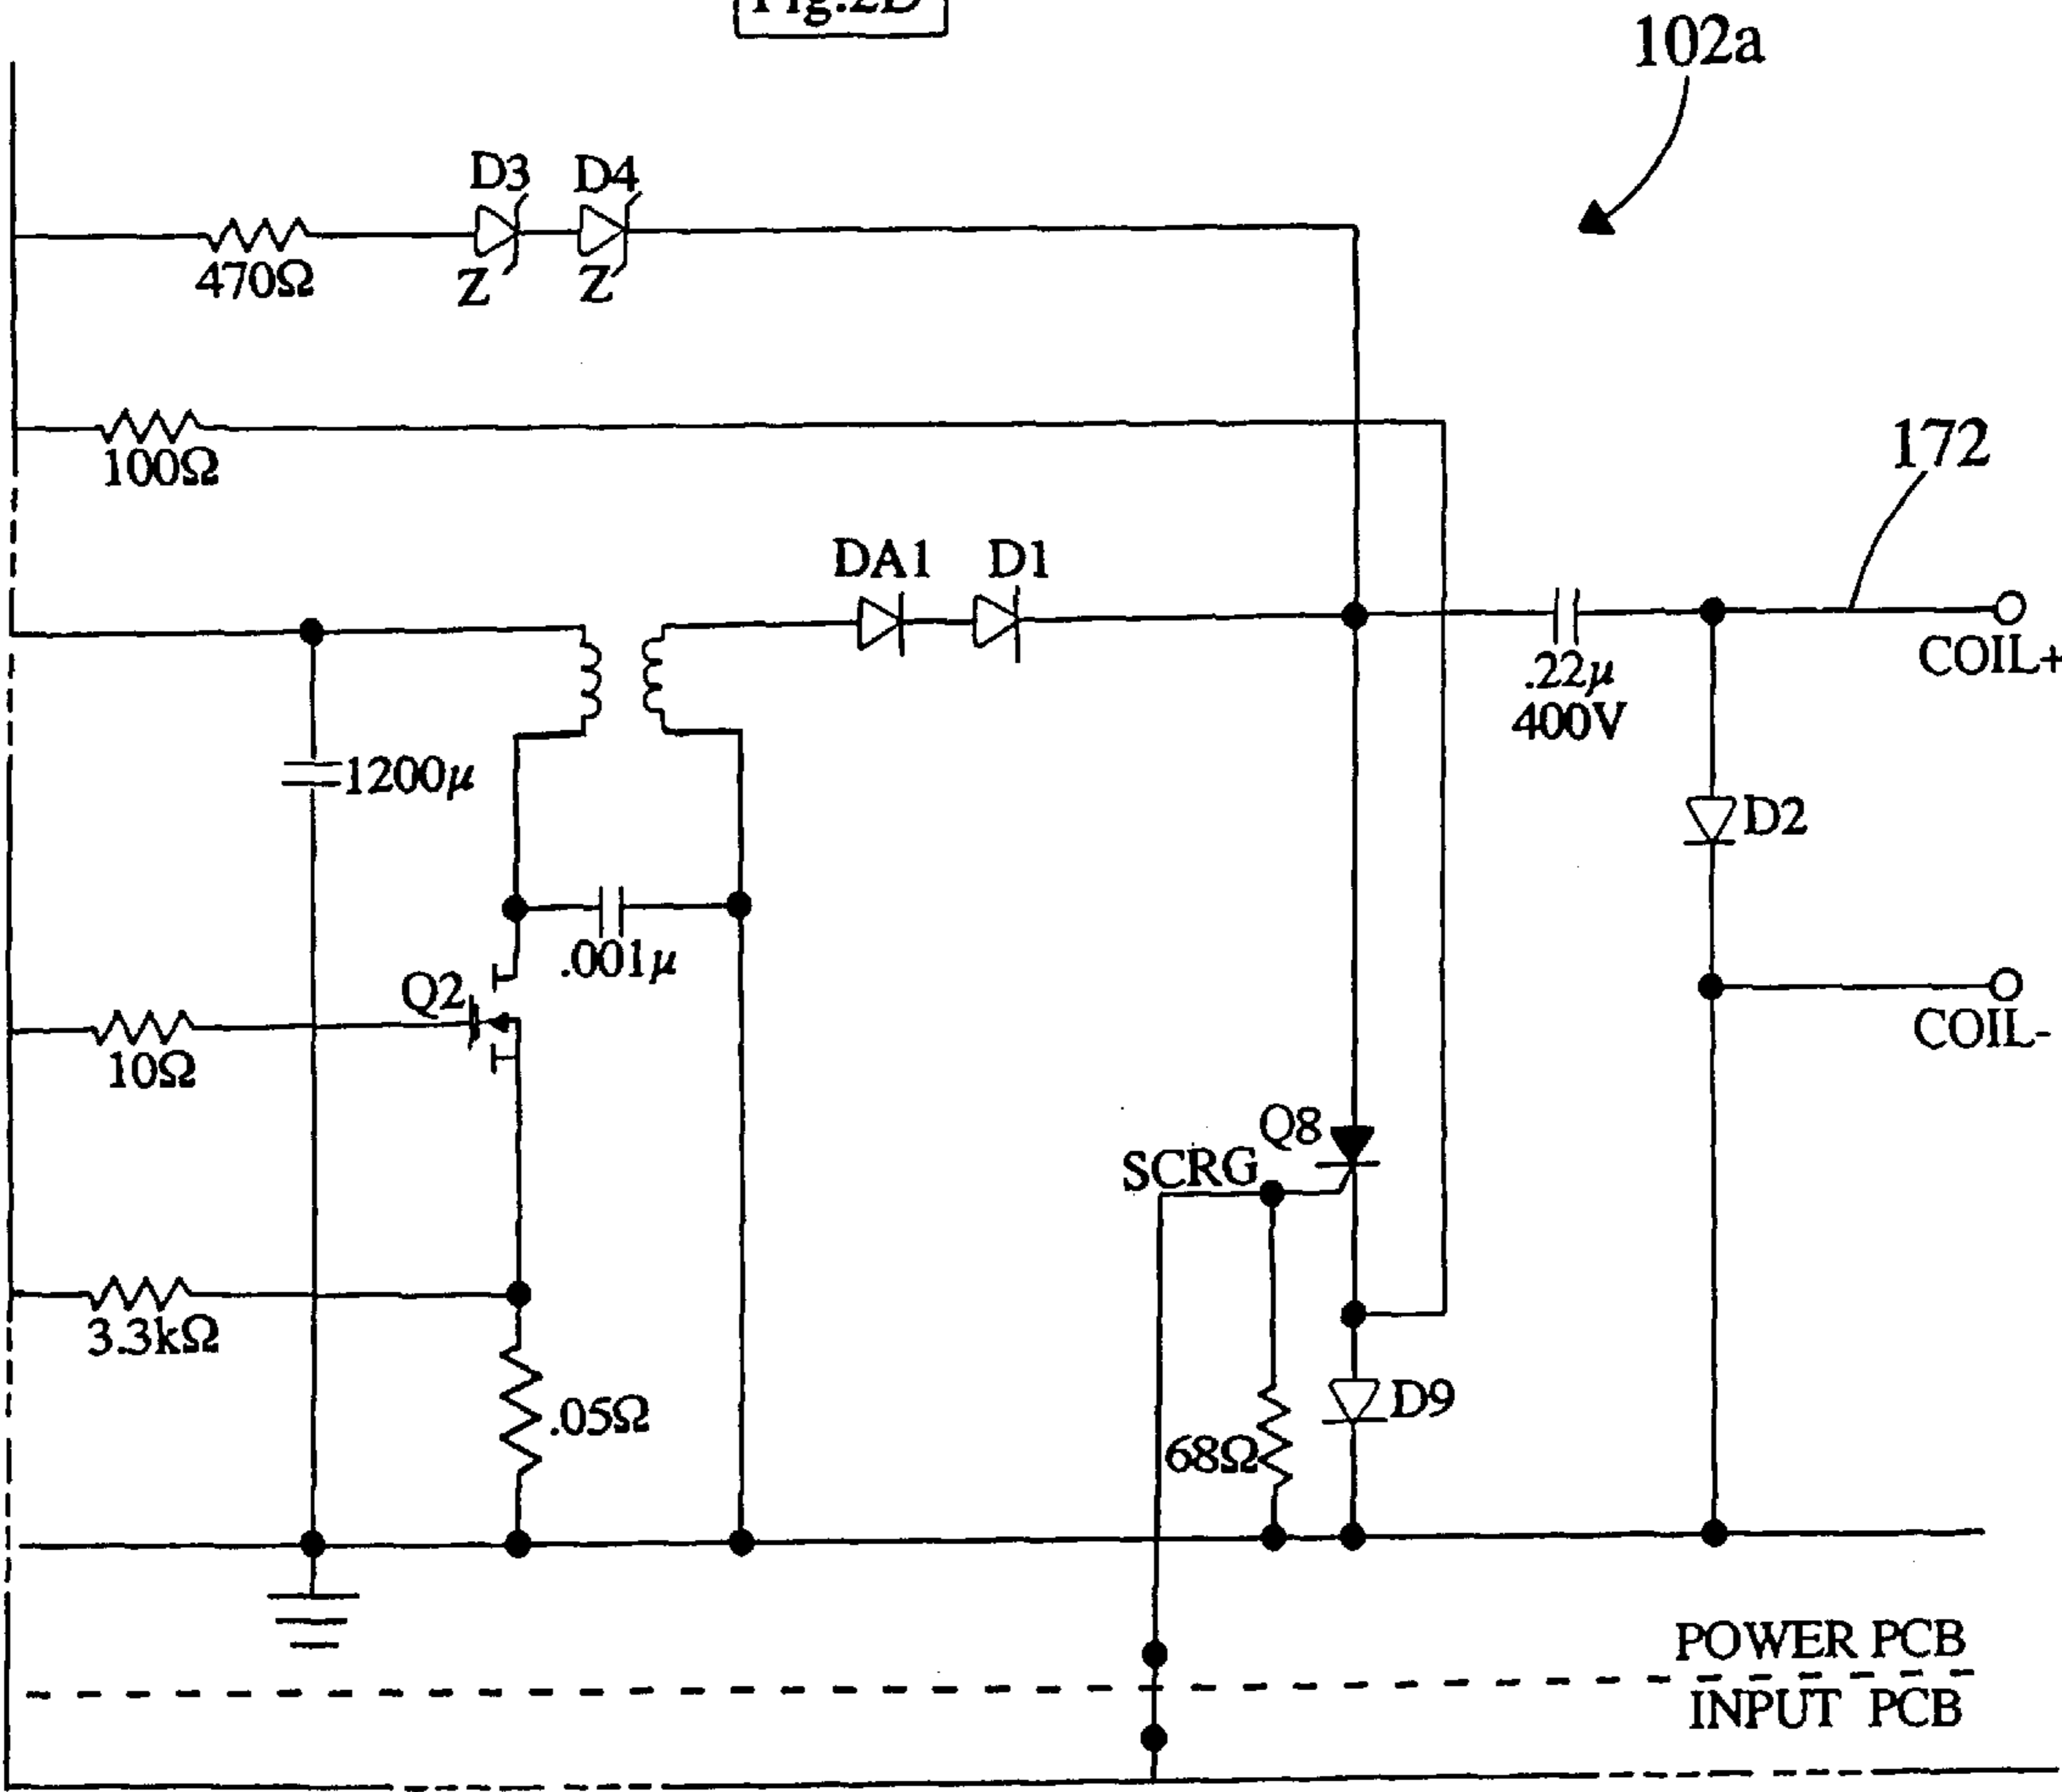 102a
D3 D4
470Ω
Z Z
100Ω
172
DA1 D1
COIL+
.22μ
400V
1200μ
D2
.001μ
Q2
10Ω
COIL-
Q8
SCRG
3.3kΩ
.05Ω
D9
68Ω
POWER PCB
INPUT PCB